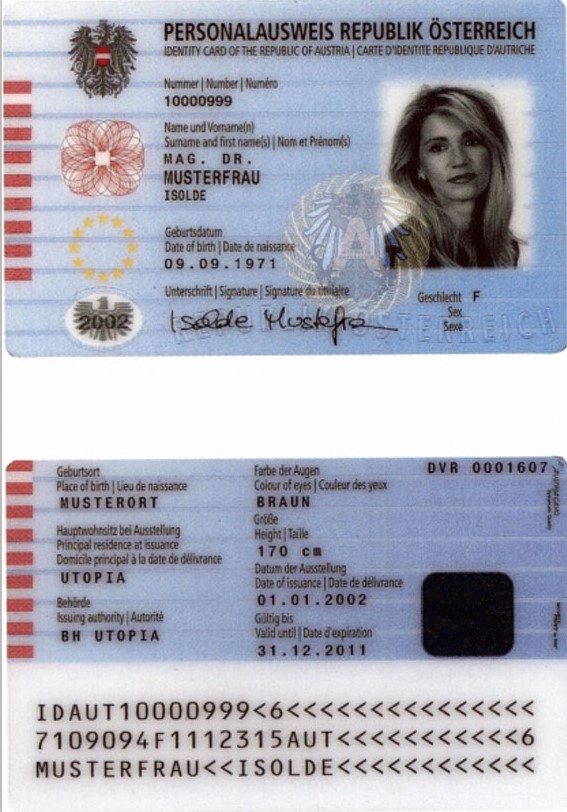 PERSONALAUSWEIS REPUBLIK ÖSTERREICH
IDENTITY CARD OF THE REPUBLIC OF AUSTRIA | CARTE D'IDENTITE REPUBLIQUE D'AUTRICHE
Nummer | Number | Numéro
10000999
Name und Vorname(n)
Surname and first name(s) | Nom et Prénom(s)
MAG. DR.
MUSTERFRAU
ISOLDE
Geburtsdatum
Date of birth | Date de naissance
09.09.1971
Unterschrift | Signature | Signature du titulaire
Isolde Musterfrau
Geschlecht F
Sex
Sexe
2002
REPUBLIK ÖSTERREICH
Geburtsort
Place of birth | Lieu de naissance
MUSTERORT
Hauptwohnsitz bei Ausstellung
Principal residence at issuance
Domicile principal à la date de délivrance
UTOPIA
Behörde
Issuing authority | Autorité
BH UTOPIA
Farbe der Augen
Colour of eyes | Couleur des yeux
BRAUN
Größe
Height | Taille
170 cm
Datum der Ausstellung
Date of issuance | Date de délivrance
01.01.2002
Gültig bis
Valid until | Date d'expiration
31.12.2011
DVR 0001607
IDAUT10000999<6<<<<<<<<<<<<<<<
7109094F1112315AUT<<<<<<<<<<<6
MUSTERFRAU<<ISOLDE<<<<<<<<<<<<